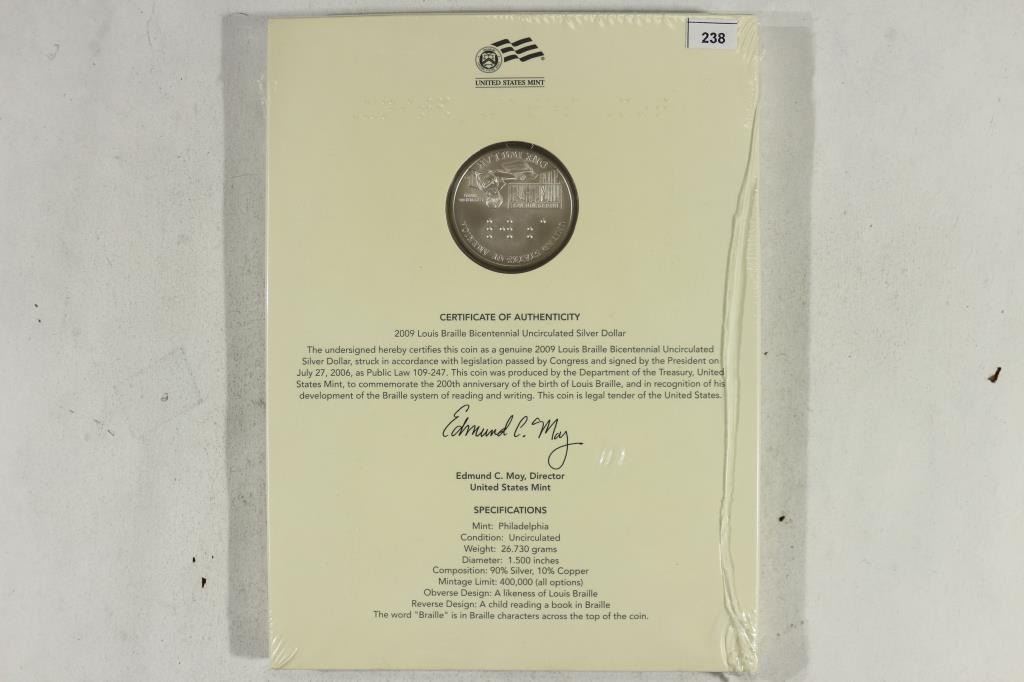 238
UNITED STATES MINT
ONE DOLLAR
UNITED STATES OF AMERICA
CERTIFICATE OF AUTHENTICITY
2009 Louis Braille Bicentennial Uncirculated Silver Dollar
The undersigned hereby certifies this coin as a genuine 2009 Louis Braille Bicentennial Uncirculated
Silver Dollar, struck in accordance with legislation passed by Congress and signed by the President on
July 27, 2006, as Public Law 109-247. This coin was produced by the Department of the Treasury, United
States Mint, to commemorate the 200th anniversary of the birth of Louis Braille, and in recognition of his
development of the Braille system of reading and writing. This coin is legal tender of the United States.
Edmund C. Moy
Edmund C. Moy, Director
United States Mint
SPECIFICATIONS
Mint: Philadelphia
Condition: Uncirculated
Weight: 26.730 grams
Diameter: 1.500 inches
Composition: 90% Silver, 10% Copper
Mintage Limit: 400,000 (all options)
Obverse Design: A likeness of Louis Braille
Reverse Design: A child reading a book in Braille
The word "Braille" is in Braille characters across the top of the coin.